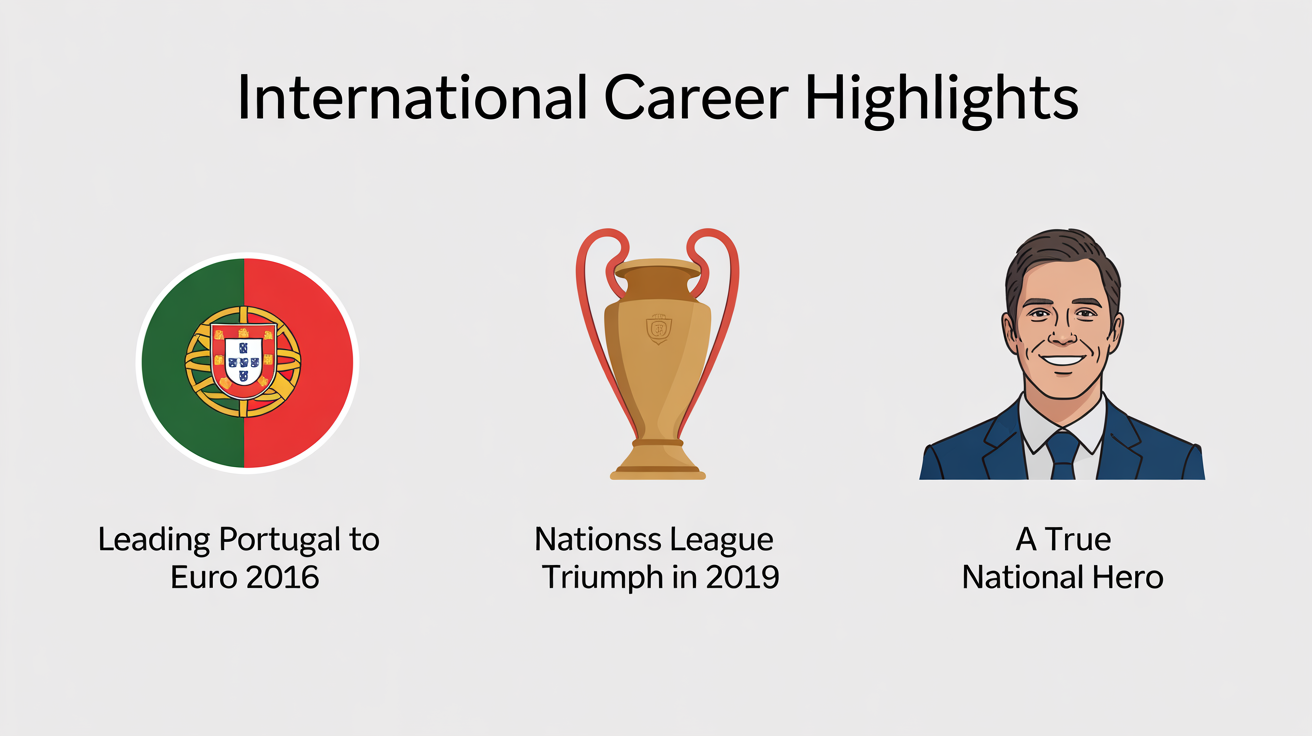 International Career Highlights
Leading Portugal to
Euro 2016
Nationss League
Triumph in 2019
A True
National Hero